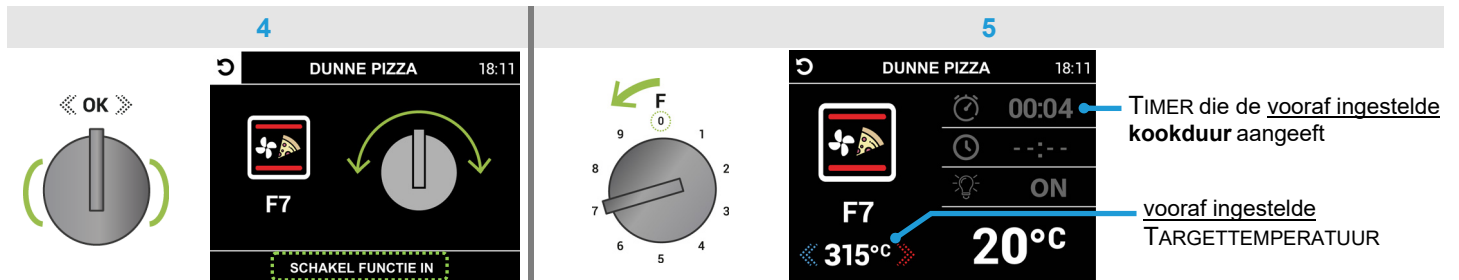 4
5
OK
DUNNE PIZZA 18:11
F7
SCHAKEL FUNCTIE IN
F
0
1
2
3
4
5
6
7
8
9
DUNNE PIZZA 18:11
00:04
--:--
ON
F7
315°C
20°C
TIMER die de vooraf ingestelde
kookduur aangeeft
vooraf ingestelde
TARGETTEMPERATUUR